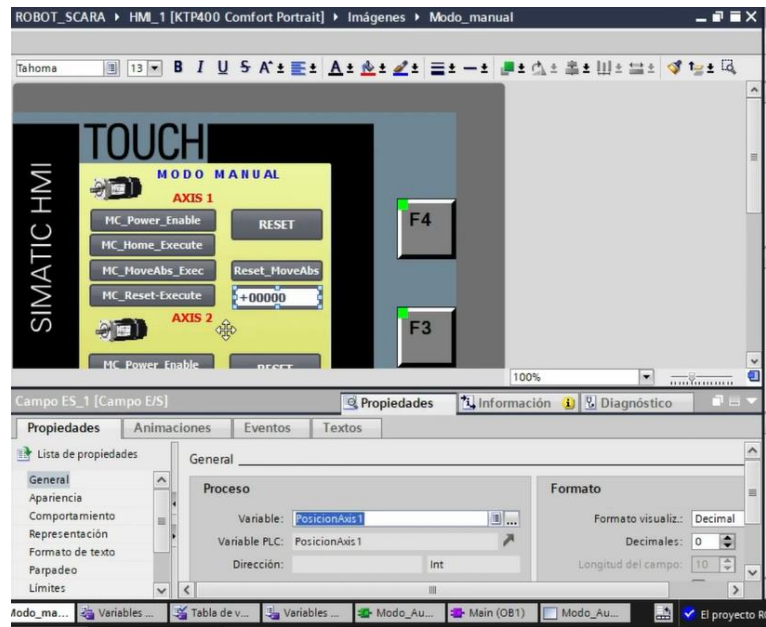 ROBOT_SCARA ▸ HMI_1 [KTP400 Comfort Portrait] ▸ Imágenes ▸ Modo_manual
Tahoma 13 B I U S A
TOUCH
SIMATIC HMI
MODO MANUAL
AXIS 1
MC_Power_Enable RESET
MC_Home_Execute
MC_MoveAbs_Exec Reset_MoveAbs
MC_Reset-Execute +00000
AXIS 2
MC_Power_Enable RESET
F4
F3
100%
Campo ES_1 [Campo E/S] Propiedades Información Diagnóstico
Propiedades Animaciones Eventos Textos
Lista de propiedades
General
Apariencia
Comportamiento
Representación
Formato de texto
Parpadeo
Límites
General
Proceso
Variable: PosicionAxis1 ...
Variable PLC: PosicionAxis1
Dirección: Int
Formato
Formato visualiz.: Decimal
Decimales: 0
Longitud del campo: 10
Modo_ma... Variables ... Tabla de v... Variables ... Modo_Au... Main (OB1) Modo_Au... El proyecto